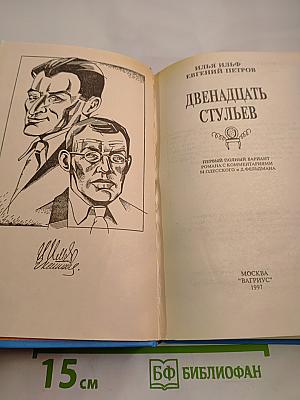 ИЛЬЯ ИЛЬФ
ЕВГЕНИЙ ПЕТРОВ
ДВЕНАДЦАТЬ
СТУЛЬЕВ
ПЕРВЫЙ ПОЛНЫЙ ВАРИАНТ
РОМАНА С КОММЕНТАРИЯМИ
М.ОДЕССКОГО и Д.ФЕЛЬДМАНА
МОСКВА
"ВАГРИУС"
1997
15 см
БФ БИБЛИОФАН